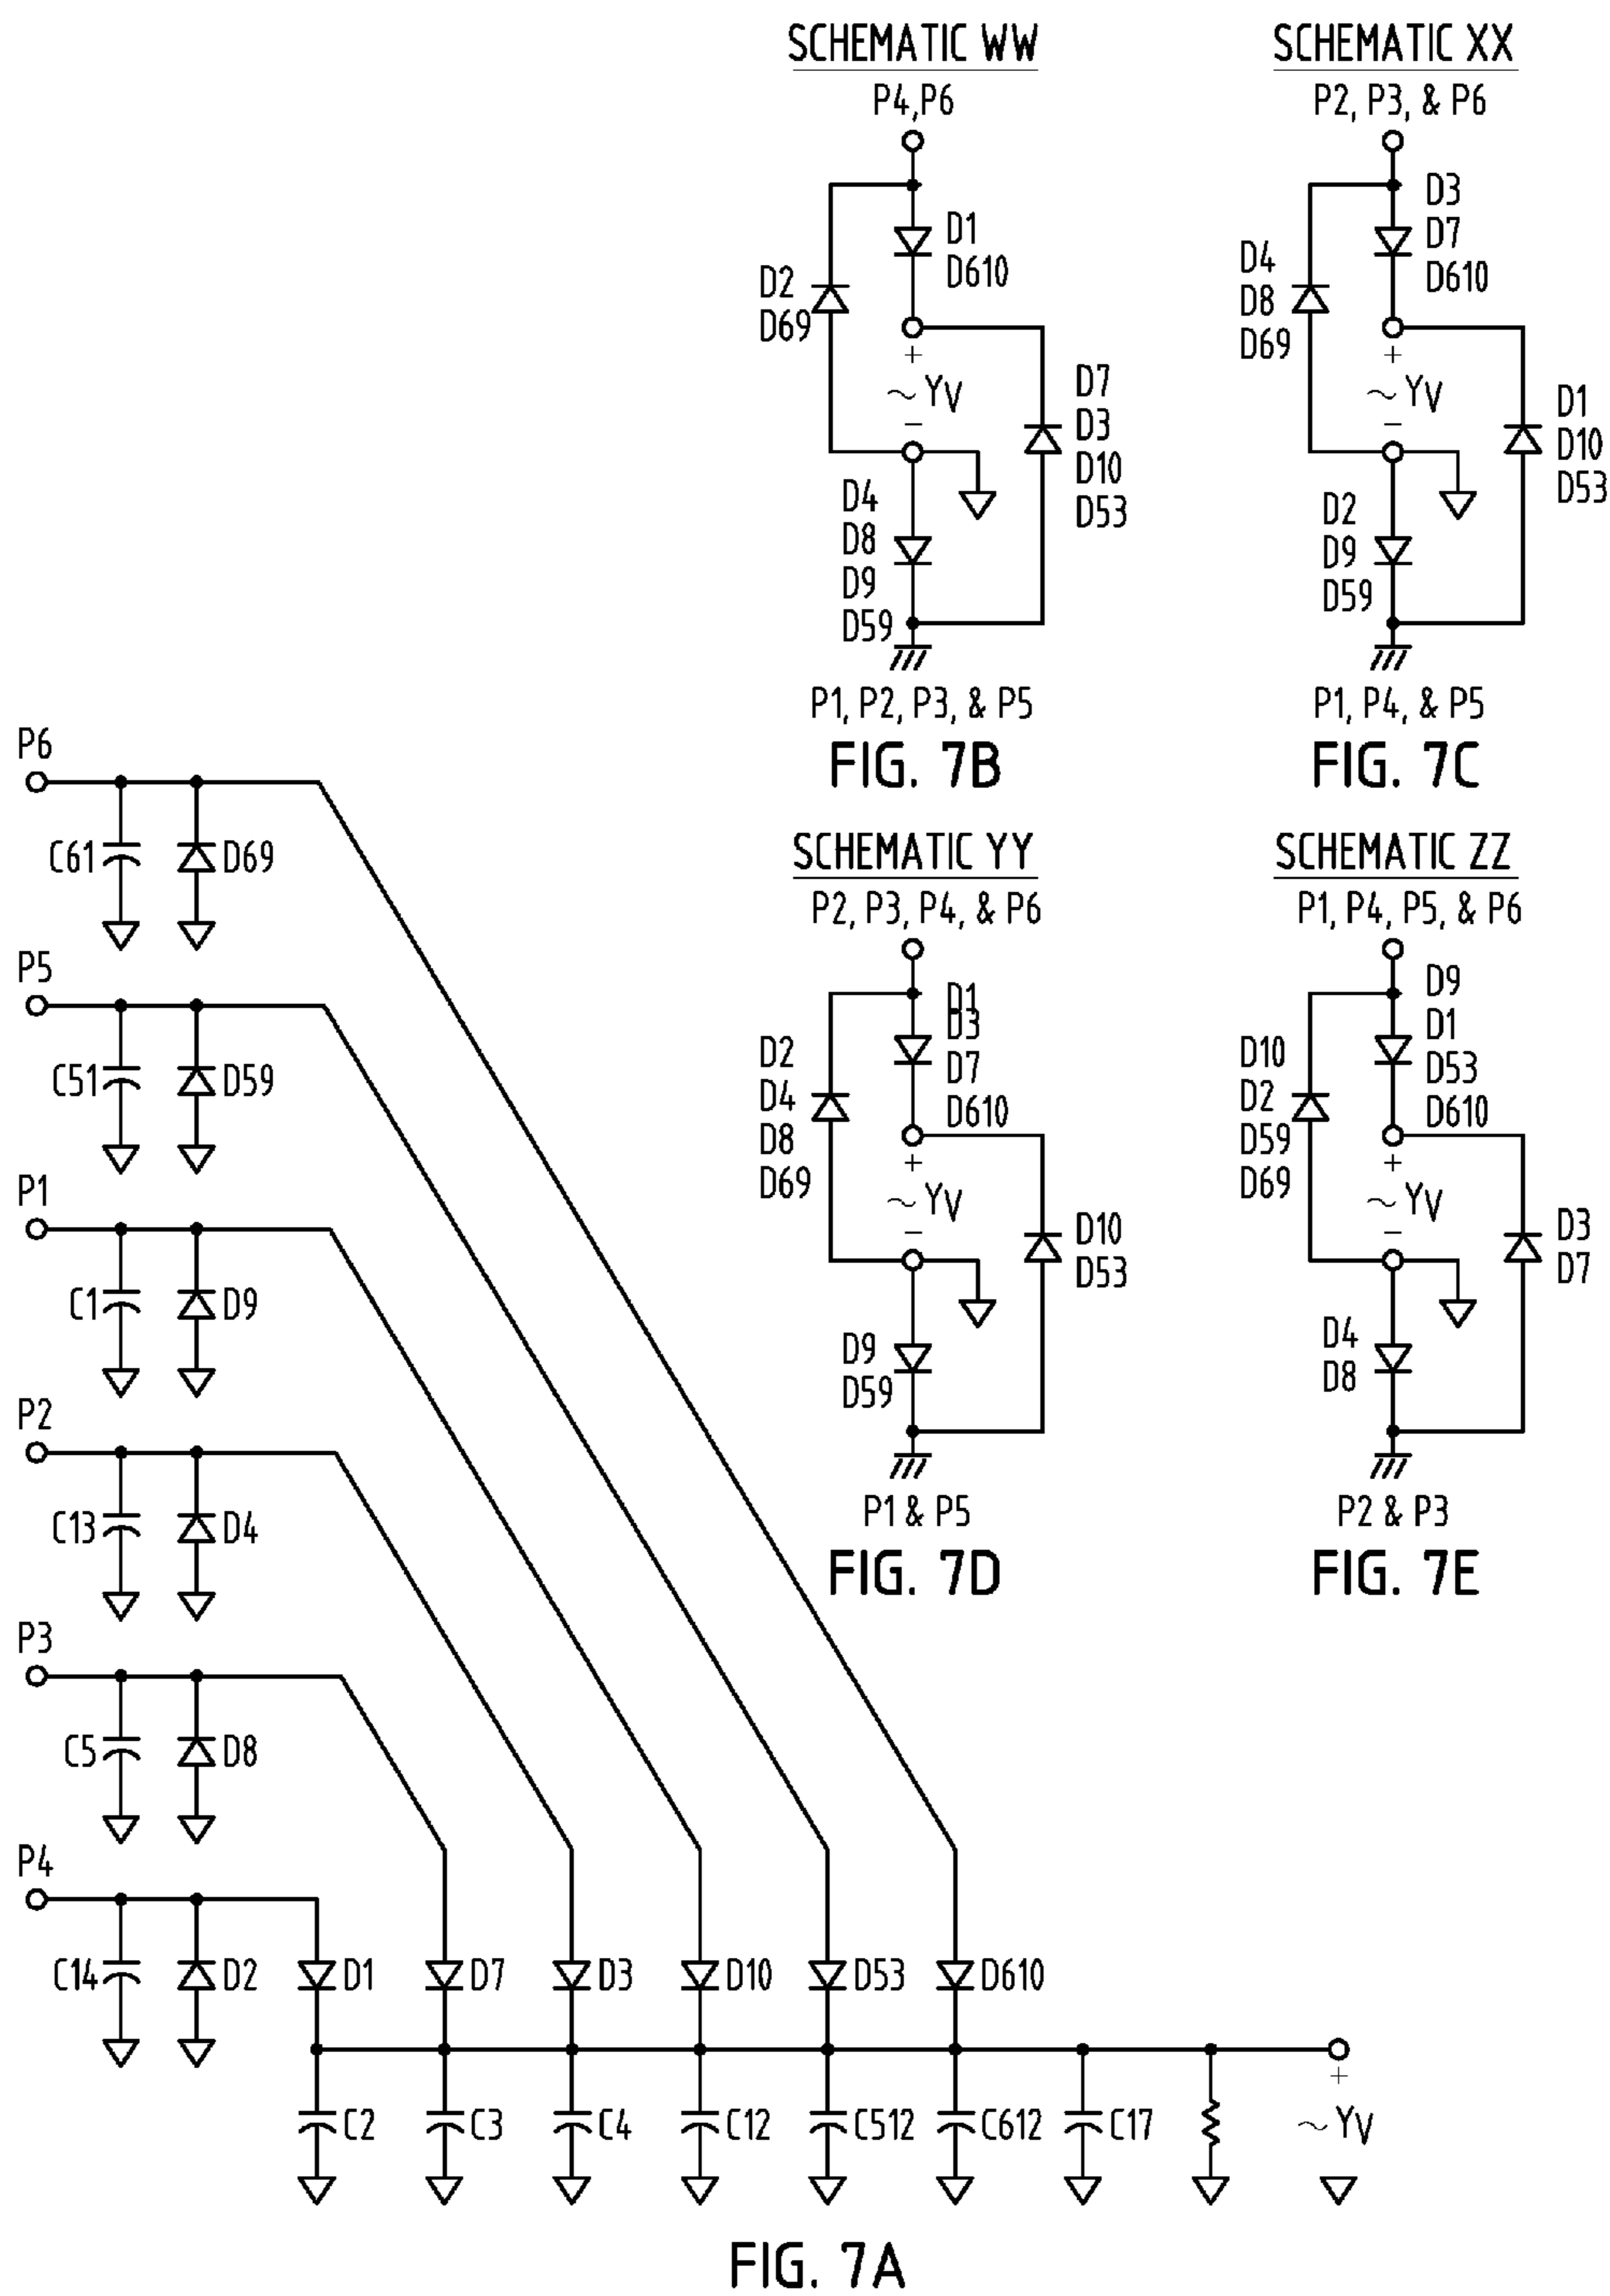 SCHEMATIC WW
P4,P6
D1
D610
D2
D69
+
~YV
−
D7
D3
D10
D53
D4
D8
D9
D59
P1, P2, P3, & P5
FIG. 7B
SCHEMATIC XX
P2, P3, & P6
D3
D7
D610
D4
D8
D69
+
~YV
−
D1
D10
D53
D2
D9
D59
P1, P4, & P5
FIG. 7C
SCHEMATIC YY
P2, P3, P4, & P6
D1
D3
D7
D610
D2
D4
D8
D69
+
~YV
−
D10
D53
D9
D59
P1 & P5
FIG. 7D
SCHEMATIC ZZ
P1, P4, P5, & P6
D9
D1
D53
D610
D10
D2
D59
D69
+
~YV
−
D3
D7
D4
D8
P2 & P3
FIG. 7E
P6
C61 D69
P5
C51 D59
P1
C1 D9
P2
C13 D4
P3
C5 D8
P4
C14 D2 D1 D7 D3 D10 D53 D610
+
C2 C3 C4 C12 C512 C612 C17 ~YV
FIG. 7A